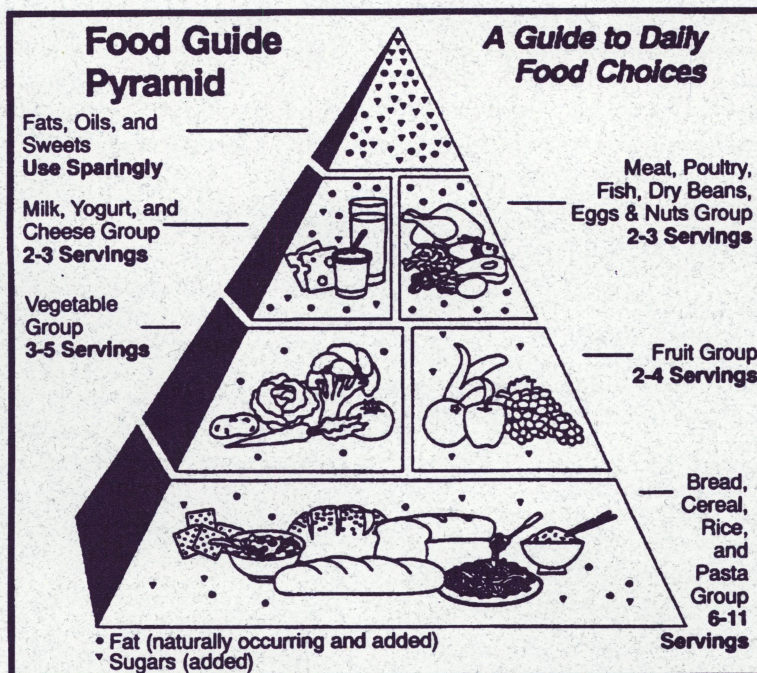 Food Guide
Pyramid
A Guide to Daily
Food Choices
Fats, Oils, and
Sweets
Use Sparingly
Milk, Yogurt, and
Cheese Group
2-3 Servings
Meat, Poultry,
Fish, Dry Beans,
Eggs & Nuts Group
2-3 Servings
Vegetable
Group
3-5 Servings
Fruit Group
2-4 Servings
Bread,
Cereal,
Rice,
and
Pasta
Group
6-11
Servings
• Fat (naturally occurring and added)
▼ Sugars (added)